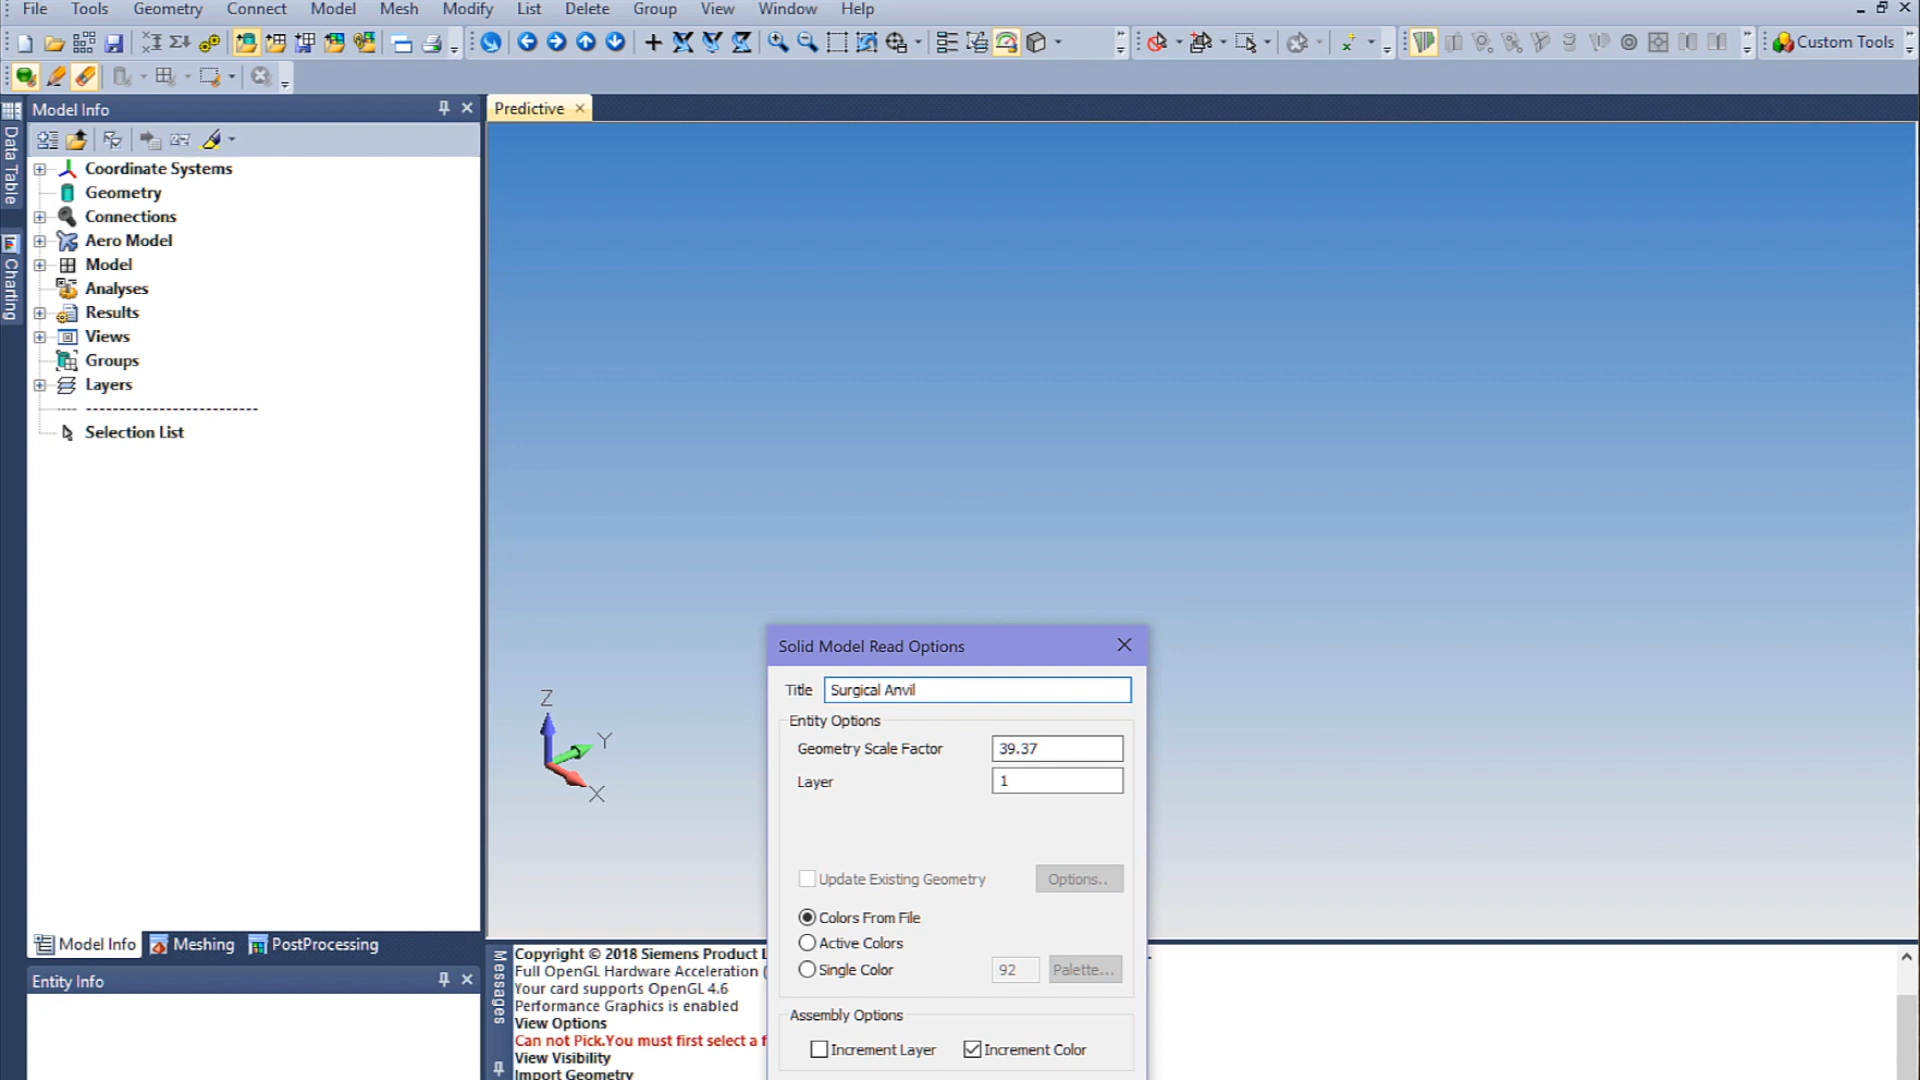 File Tools Geometry Connect Model Mesh Modify List Delete Group View Window Help
Custom Tools
Model Info
Predictive
Data Table
Charting
Coordinate Systems
Geometry
Connections
Aero Model
Model
Analyses
Results
Views
Groups
Layers
Selection List
Z
Y
X
Solid Model Read Options
Title Surgical Anvil
Entity Options
Geometry Scale Factor 39.37
Layer 1
Update Existing Geometry Options..
Colors From File
Active Colors
Single Color 92 Palette...
Assembly Options
Increment Layer Increment Color
Model Info Meshing PostProcessing
Entity Info
Messages
Copyright © 2018 Siemens Product L
Full OpenGL Hardware Acceleration (
Your card supports OpenGL 4.6
Performance Graphics is enabled
View Options
Can not Pick.You must first select a f
View Visibility
Import Geometry